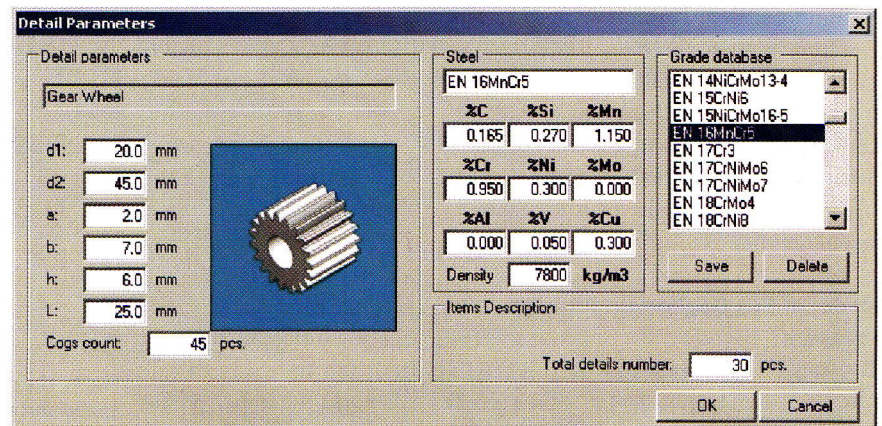 Detail Parameters
Detail parameters
Gear Wheel
d1: 20.0 mm
d2: 45.0 mm
a: 2.0 mm
b: 7.0 mm
h: 6.0 mm
L: 25.0 mm
Cogs count: 45 pcs.
Steel
EN 16MnCr5
%C %Si %Mn
0.165 0.270 1.150
%Cr %Ni %Mo
0.950 0.300 0.000
%Al %V %Cu
0.000 0.050 0.300
Density 7800 kg/m3
Grade database
EN 14NiCrMo13-4
EN 15CrNi6
EN 15NiCrMo16-5
EN 16MnCr5
EN 17Cr3
EN 17CrNiMo6
EN 17CrNiMo7
EN 18CrMo4
EN 18CrNi8
Save Delete
Items Description
Total details number: 30 pcs.
OK Cancel